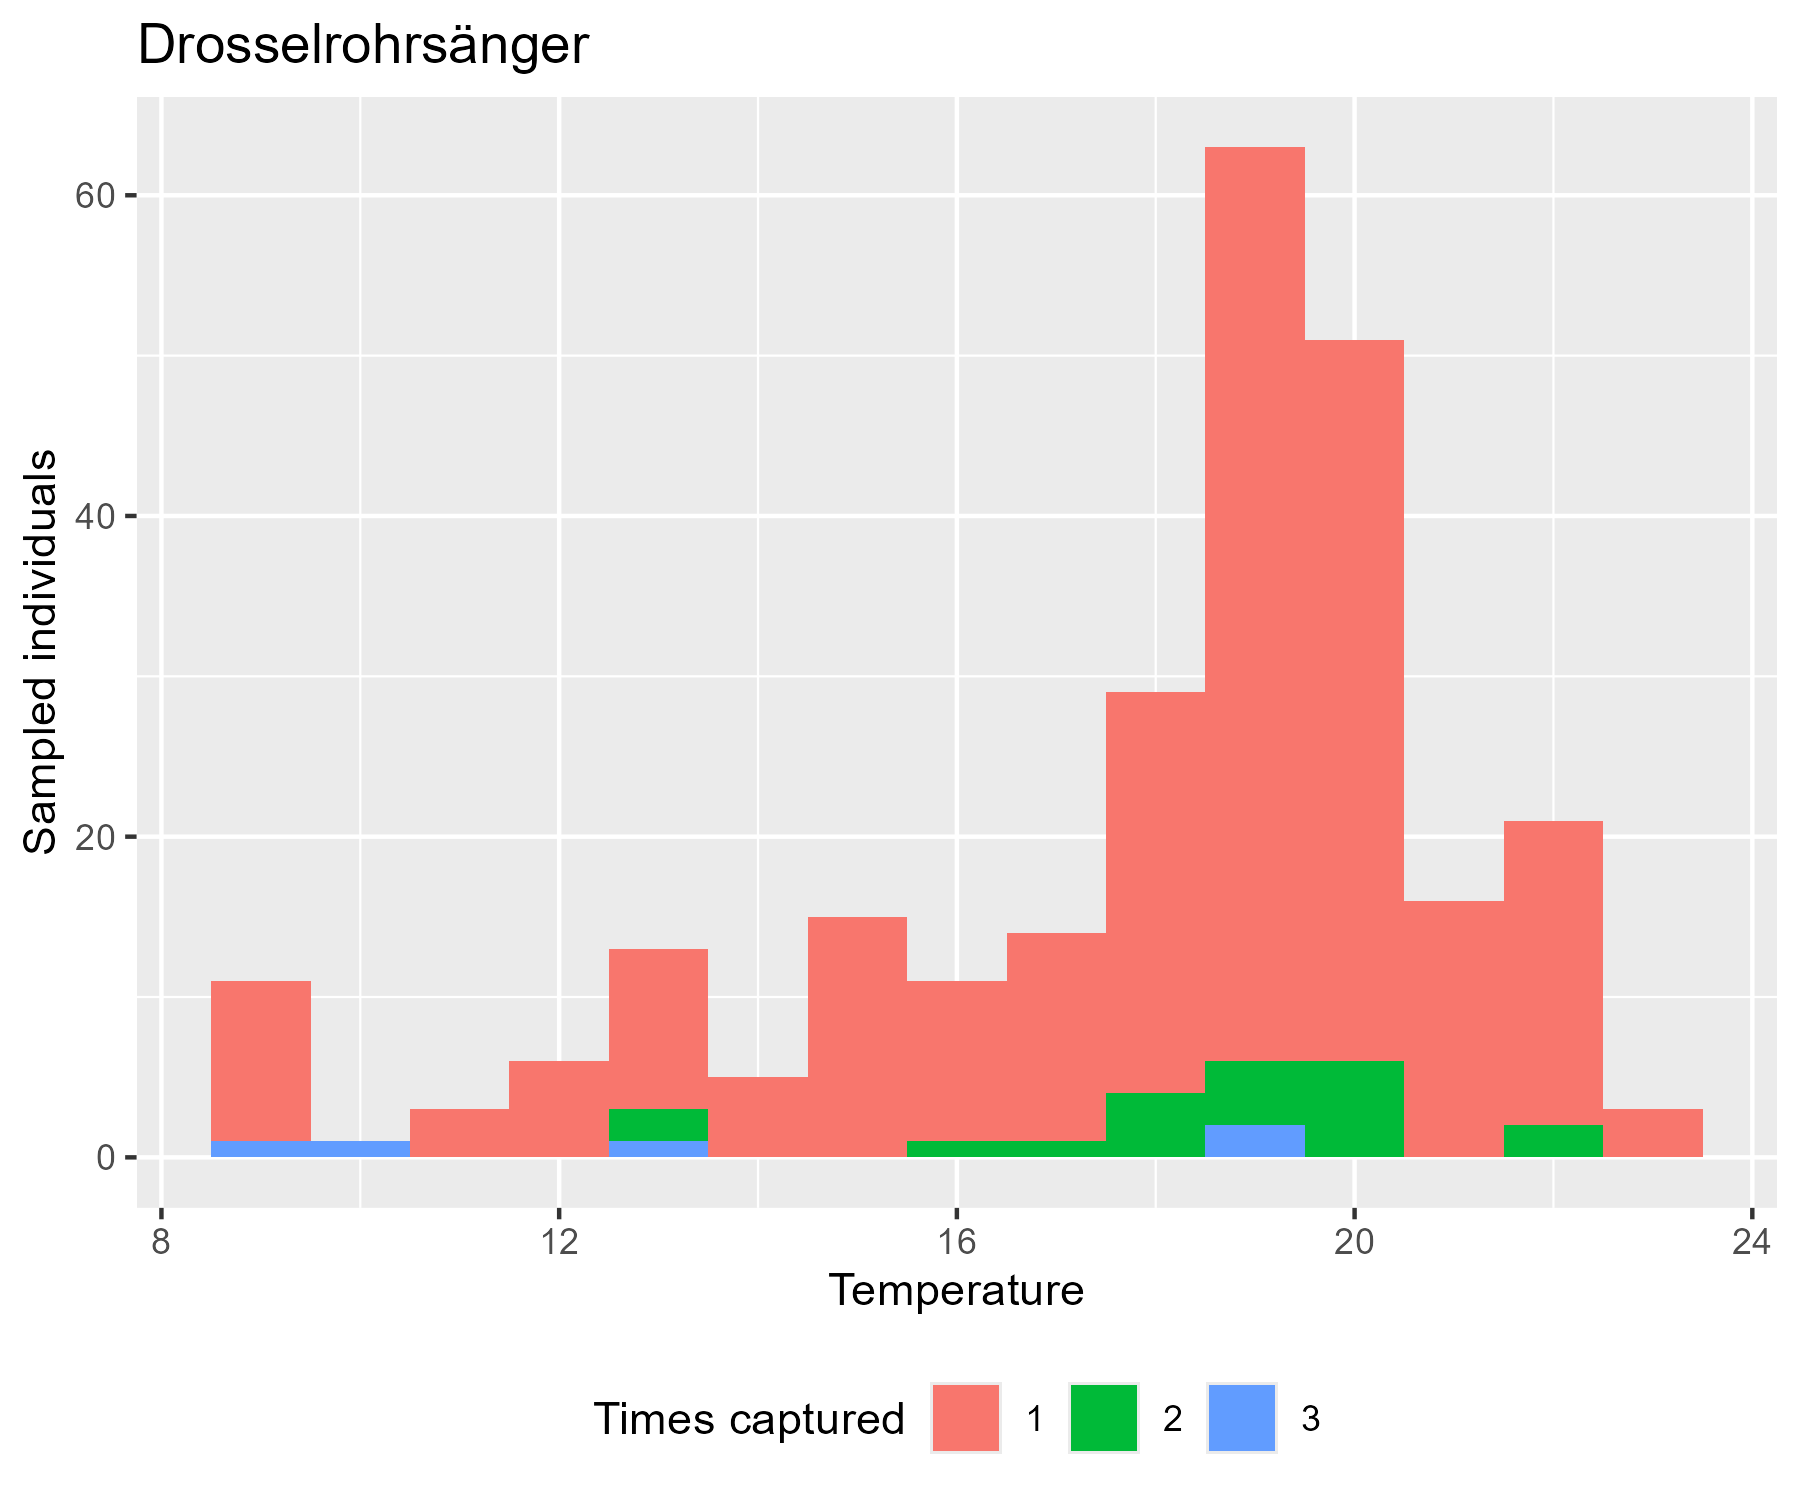 Drosselrohrsänger
60
40
20
0
Sampled individuals
8 12 16 20 24
Temperature
Times captured 1 2 3